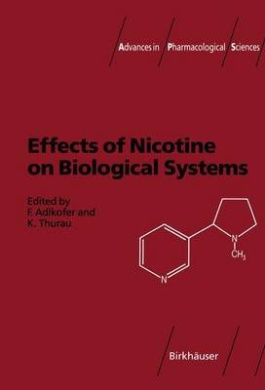 Advances in Pharmacological Sciences
Effects of Nicotine
on Biological Systems
Edited by
F. Adlkofer and
K. Thurau
N
CH3
N
Birkhäuser